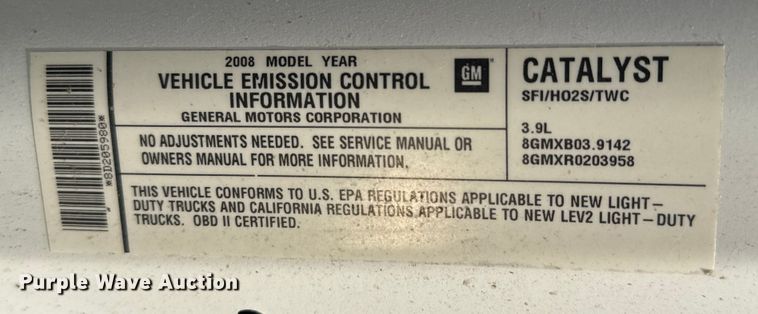 *8D205980*
2008 MODEL YEAR
VEHICLE EMISSION CONTROL
INFORMATION
GENERAL MOTORS CORPORATION
GM
NO ADJUSTMENTS NEEDED. SEE SERVICE MANUAL OR
OWNERS MANUAL FOR MORE INFORMATION.
CATALYST
SFI/HO2S/TWC
3.9L
8GMXB03.9142
8GMXR0203958
THIS VEHICLE CONFORMS TO U.S. EPA REGULATIONS APPLICABLE TO NEW LIGHT-
DUTY TRUCKS AND CALIFORNIA REGULATIONS APPLICABLE TO NEW LEV2 LIGHT-DUTY
TRUCKS. OBD II CERTIFIED.
Purple Wave Auction